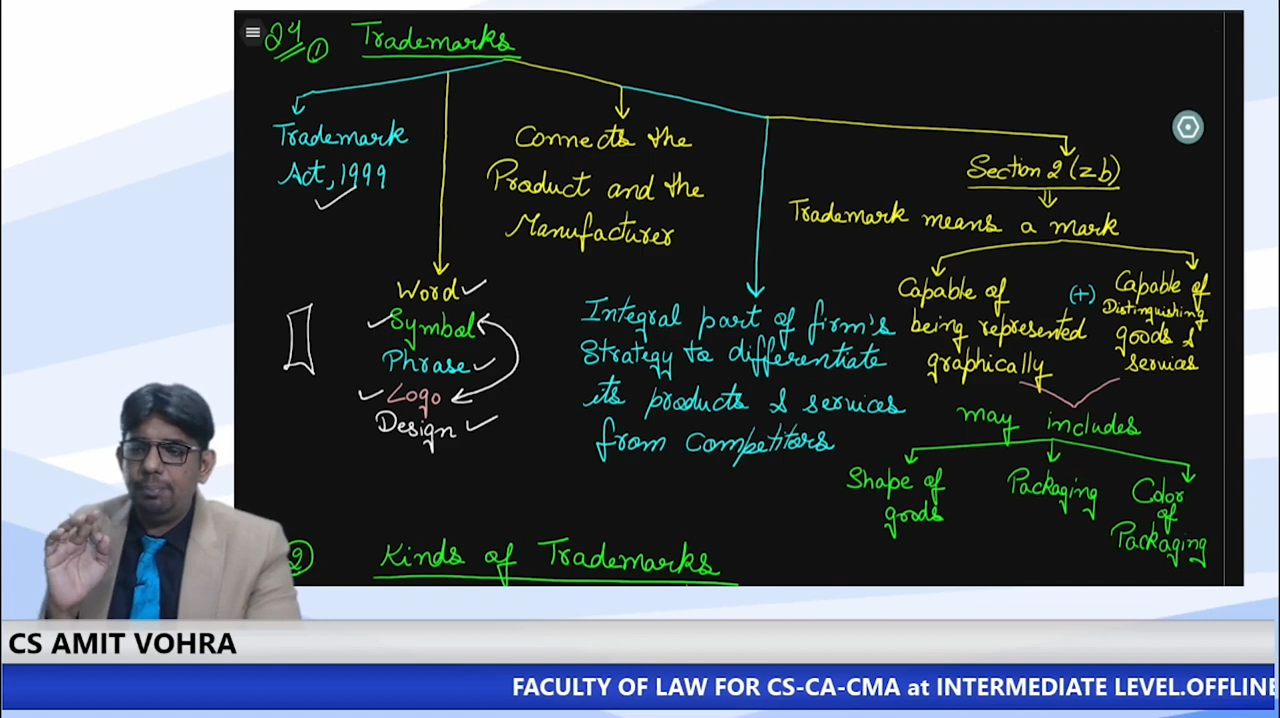 24 ① Trademarks
Trademark
Act, 1999
Word
Symbol
Phrase
Logo
Design
Connects the
Product and the
Manufacturer
Integral part of firm's
Strategy to differentiate
its products & services
from competitors
Section 2 (zb)
Trademark means a mark
Capable of
being represented
graphically
(+)
Capable of
Distinguishing
goods &
services
may includes
Shape of
goods
Packaging
Color
of
Packaging
② Kinds of Trademarks
CS AMIT VOHRA
FACULTY OF LAW FOR CS-CA-CMA at INTERMEDIATE LEVEL.OFFLINE